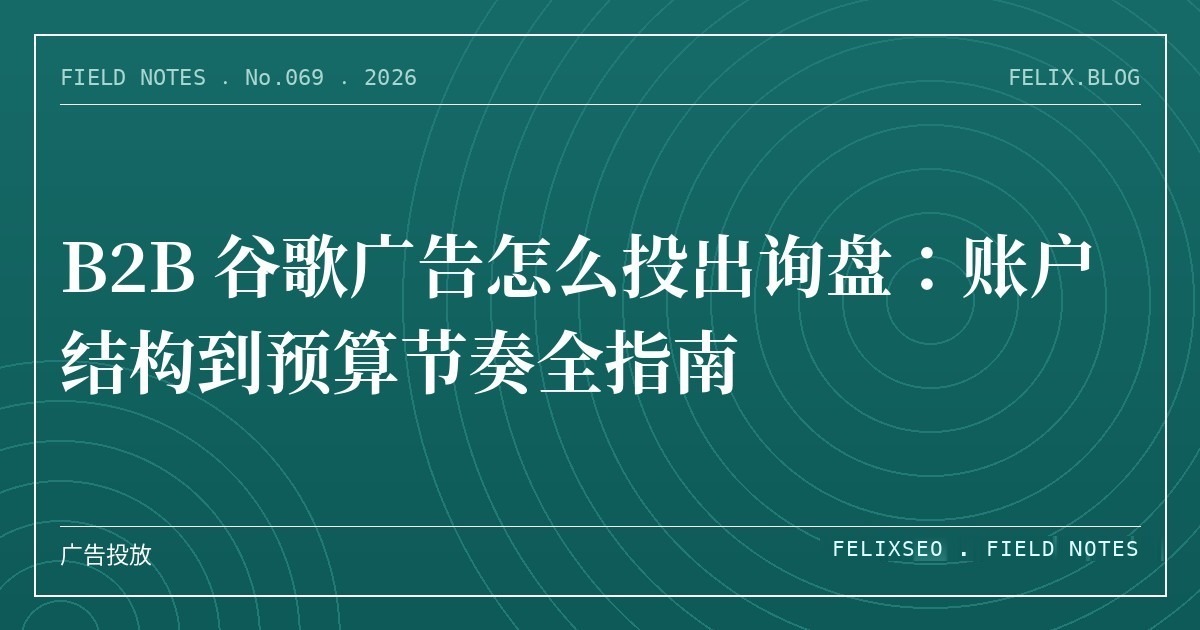 FIELD NOTES . No.069 . 2026
FELIX.BLOG
B2B 谷歌广告怎么投出询盘：账户
结构到预算节奏全指南
广告投放
FELIXSEO . FIELD NOTES